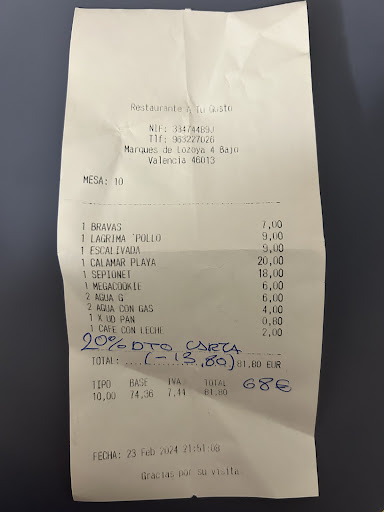 Restaurante A Tu Gusto
NIF: 33474489J
Tlf: 963227026
Marques de Lozoya 4 Bajo
Valencia 46013
MESA: 10
1 BRAVAS 7,00
1 LAGRIMA POLLO 9,00
1 ESCALIVADA 9,00
1 CALAMAR PLAYA 20,00
1 SEPIONET 18,00
1 MEGACOOKIE 6,00
2 AGUA G 6,00
2 AGUA CON GAS 4,00
1 X UD PAN 0,80
1 CAFE CON LECHE 2,00
20% DTO CARTA
TOTAL: .... (-13,80) 81,80 EUR
68€
TIPO BASE IVA TOTAL
10,00 74,36 7,44 81,80
FECHA: 23 Feb 2024 21:51:08
Gracias por su visita